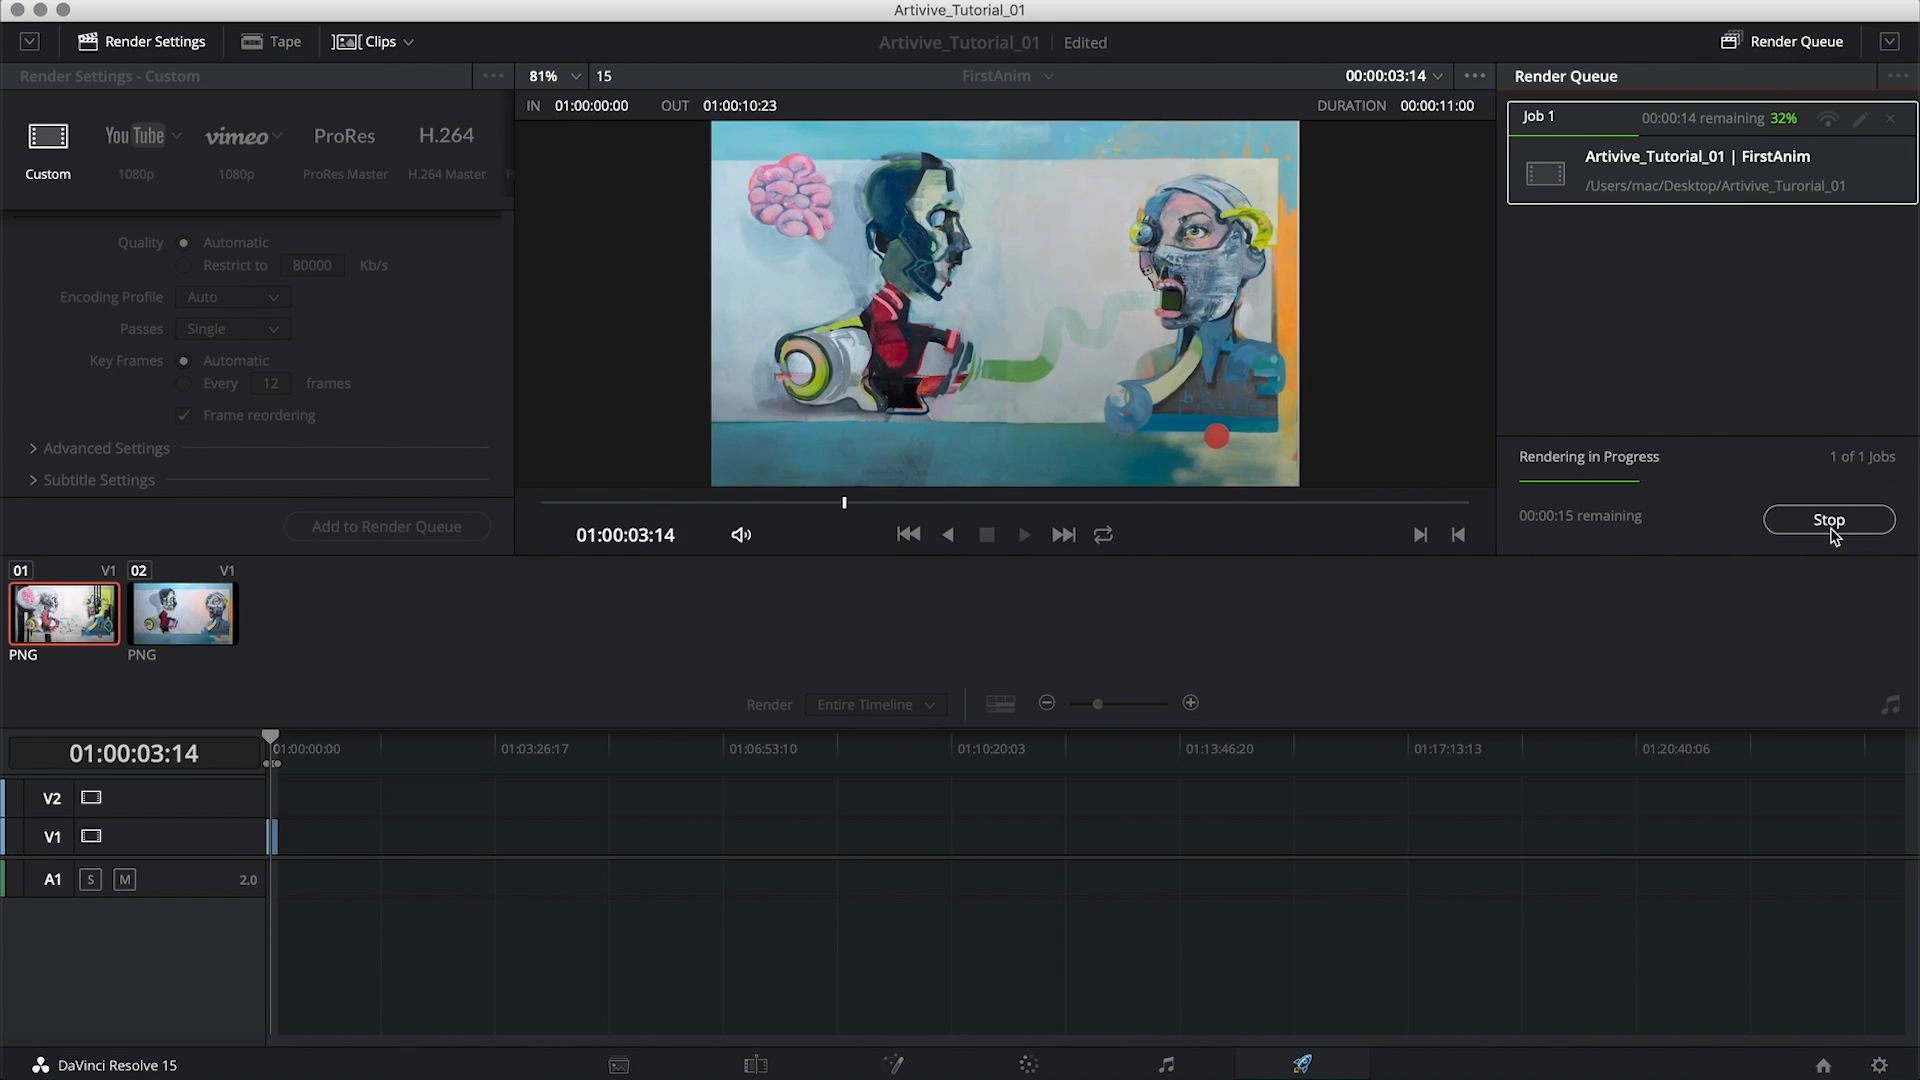 Artivive_Tutorial_01
Render Settings
Tape
Clips
Artivive_Tutorial_01
Edited
Render Queue
Render Settings - Custom
81%
15
FirstAnim
00:00:03:14
Render Queue
IN 01:00:00:00 OUT 01:00:10:23
DURATION 00:00:11:00
YouTube
vimeo
ProRes
H.264
Custom
1080p
1080p
ProRes Master
H.264 Master
H
Job 1
00:00:14 remaining 32%
Artivive_Tutorial_01 | FirstAnim
/Users/mac/Desktop/Artivive_Turorial_01
Quality Automatic
Restrict to 80000 Kb/s
Encoding Profile Auto
Passes Single
Key Frames Automatic
Every 12 frames
Frame reordering
Advanced Settings
Subtitle Settings
Add to Render Queue
01:00:03:14
Rendering in Progress
1 of 1 Jobs
00:00:15 remaining
Stop
01 V1 02 V1
PNG
PNG
Render Entire Timeline
01:00:03:14
01:00:00:00
01:03:26:17
01:06:53:10
01:10:20:03
01:13:46:20
01:17:13:13
01:20:40:06
V2
V1
A1 S M 2.0
DaVinci Resolve 15